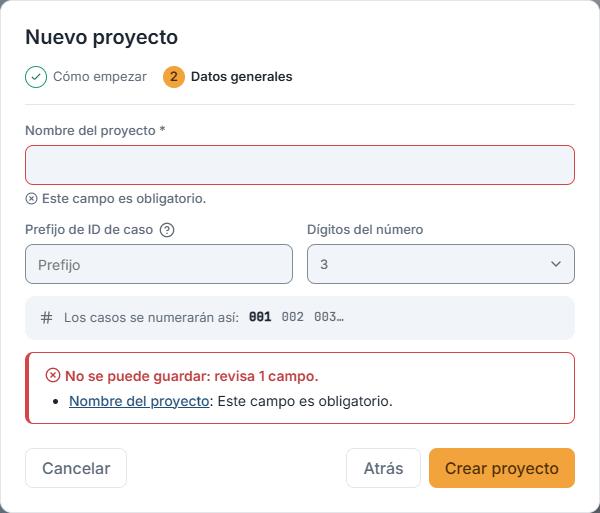 Nuevo proyecto
Cómo empezar 2 Datos generales
Nombre del proyecto *
Este campo es obligatorio.
Prefijo de ID de caso ? Dígitos del número
Prefijo 3
# Los casos se numerarán así: 001 002 003…
No se puede guardar: revisa 1 campo.
• Nombre del proyecto: Este campo es obligatorio.
Cancelar Atrás Crear proyecto